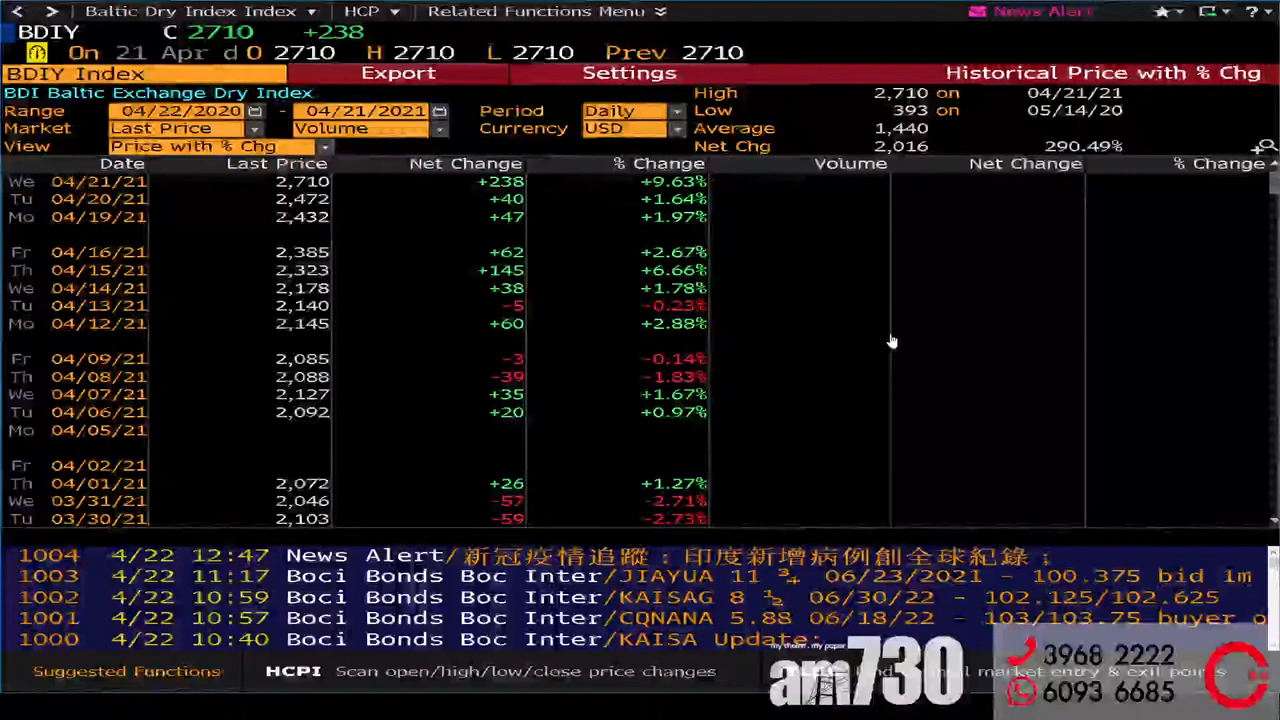 < > Baltic Dry Index Index ▾ HCP ▾ Related Functions Menu News Alert ?
BDIY C 2710 +238
On 21 Apr d O 2710 H 2710 L 2710 Prev 2710
BDIY Index Export Settings Historical Price with % Chg
BDI Baltic Exchange Dry Index High 2,710 on 04/21/21
Range 04/22/2020 - 04/21/2021 Period Daily Low 393 on 05/14/20
Market Last Price Volume Currency USD Average 1,440
View Price with % Chg Net Chg 2,016 290.49%
Date Last Price Net Change % Change Volume Net Change % Change
We 04/21/21 2,710 +238 +9.63%
Tu 04/20/21 2,472 +40 +1.64%
Mo 04/19/21 2,432 +47 +1.97%
Fr 04/16/21 2,385 +62 +2.67%
Th 04/15/21 2,323 +145 +6.66%
We 04/14/21 2,178 +38 +1.78%
Tu 04/13/21 2,140 -5 -0.23%
Mo 04/12/21 2,145 +60 +2.88%
Fr 04/09/21 2,085 -3 -0.14%
Th 04/08/21 2,088 -39 -1.83%
We 04/07/21 2,127 +35 +1.67%
Tu 04/06/21 2,092 +20 +0.97%
Mo 04/05/21
Fr 04/02/21
Th 04/01/21 2,072 +26 +1.27%
We 03/31/21 2,046 -57 -2.71%
Tu 03/30/21 2,103 -59 -2.73%
1004 4/22 12:47 News Alert/新冠疫情追蹤：印度新增病例創全球紀錄；
1003 4/22 11:17 Boci Bonds Boc Inter/JIAYUA 11 ¾ 06/23/2021 - 100.375 bid 1m
1002 4/22 10:59 Boci Bonds Boc Inter/KAISAG 8 ½ 06/30/22 - 102.125/102.625
1001 4/22 10:57 Boci Bonds Boc Inter/CQNANA 5.88 06/18/22 - 103/103.75 buyer o
1000 4/22 10:40 Boci Bonds Boc Inter/KAISA Update:
Suggested Functions HCPI Scan open/high/low/close price changes market entry & exit points
am730
3968 2222
6093 6685